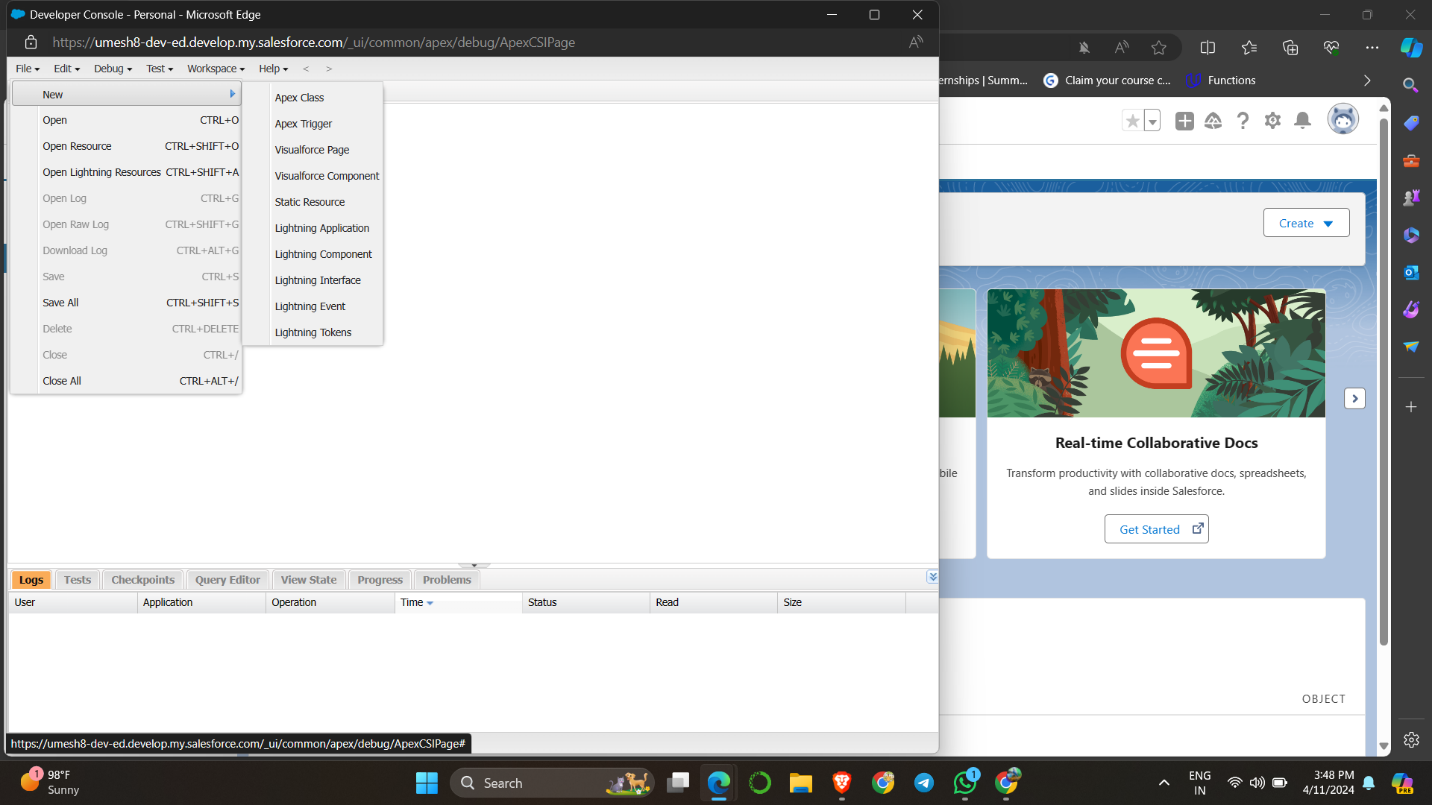 Developer Console - Personal - Microsoft Edge
https://umesh8-dev-ed.develop.my.salesforce.com/_ui/common/apex/debug/ApexCSIPage
File Edit Debug Test Workspace Help < >
New
Open CTRL+O
Open Resource CTRL+SHIFT+O
Open Lightning Resources CTRL+SHIFT+A
Open Log CTRL+G
Open Raw Log CTRL+SHIFT+G
Download Log CTRL+ALT+G
Save CTRL+S
Save All CTRL+SHIFT+S
Delete CTRL+DELETE
Close CTRL+/
Close All CTRL+ALT+/
Apex Class
Apex Trigger
Visualforce Page
Visualforce Component
Static Resource
Lightning Application
Lightning Component
Lightning Interface
Lightning Event
Lightning Tokens
Logs Tests Checkpoints Query Editor View State Progress Problems
User Application Operation Time Status Read Size
https://umesh8-dev-ed.develop.my.salesforce.com/_ui/common/apex/debug/ApexCSIPage#
ernships | Summ... Claim your course c... Functions
Create
bile
Real-time Collaborative Docs
Transform productivity with collaborative docs, spreadsheets,
and slides inside Salesforce.
Get Started
OBJECT
1
98°F
Sunny
Search
1
PRE
ENG
IN
3:48 PM
4/11/2024